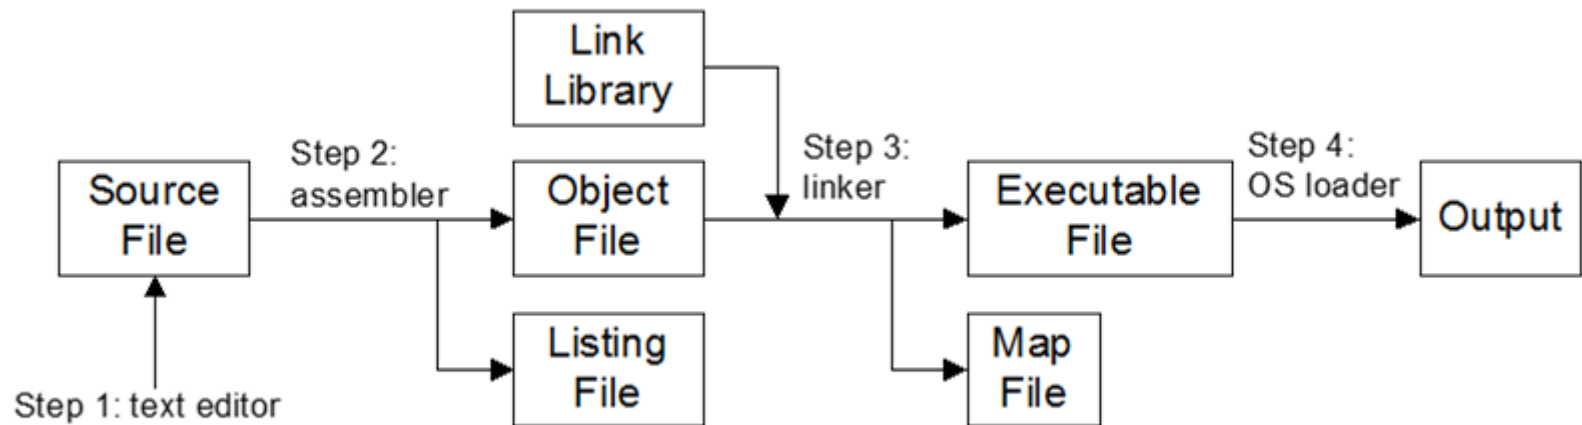 Link
Library
Step 2:
assembler
Step 3:
linker
Step 4:
OS loader
Source
File
Object
File
Executable
File
Output
Listing
File
Map
File
Step 1: text editor